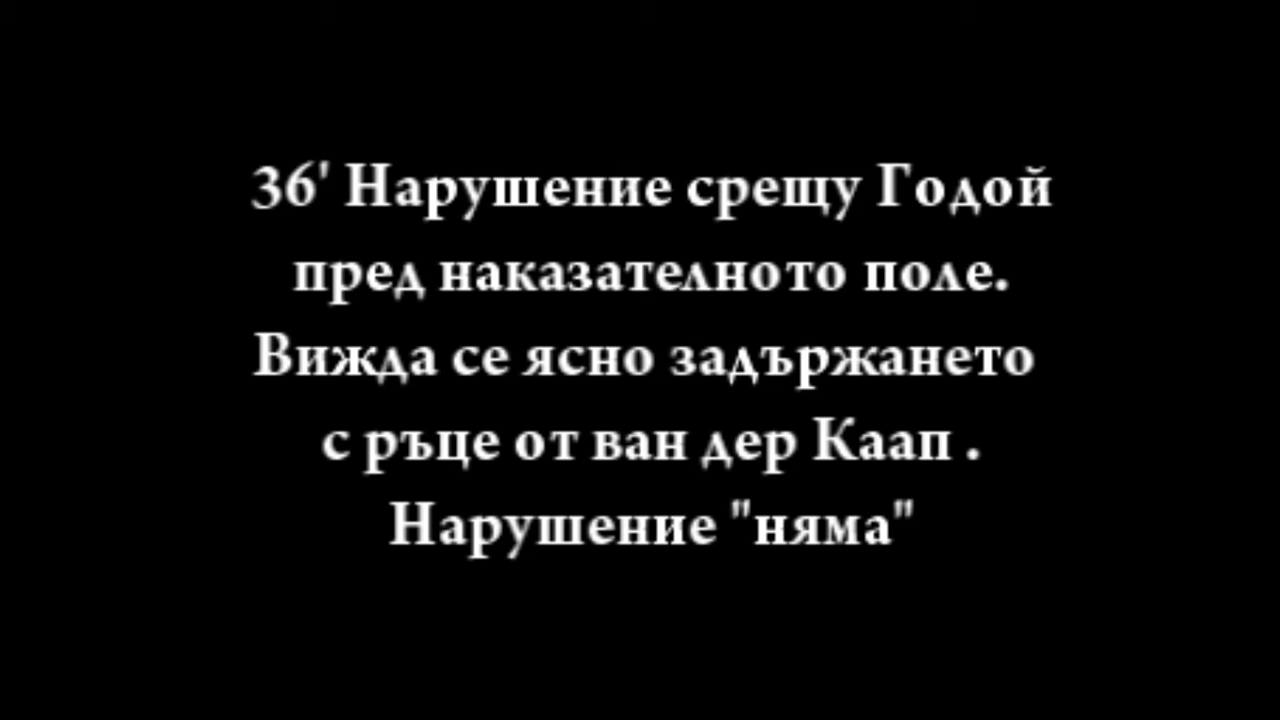 36' Нарушение срещу Годой
пред наказателното поле.
Вижда се ясно задържането
с ръце от ван дер Каап .
Нарушение "няма"